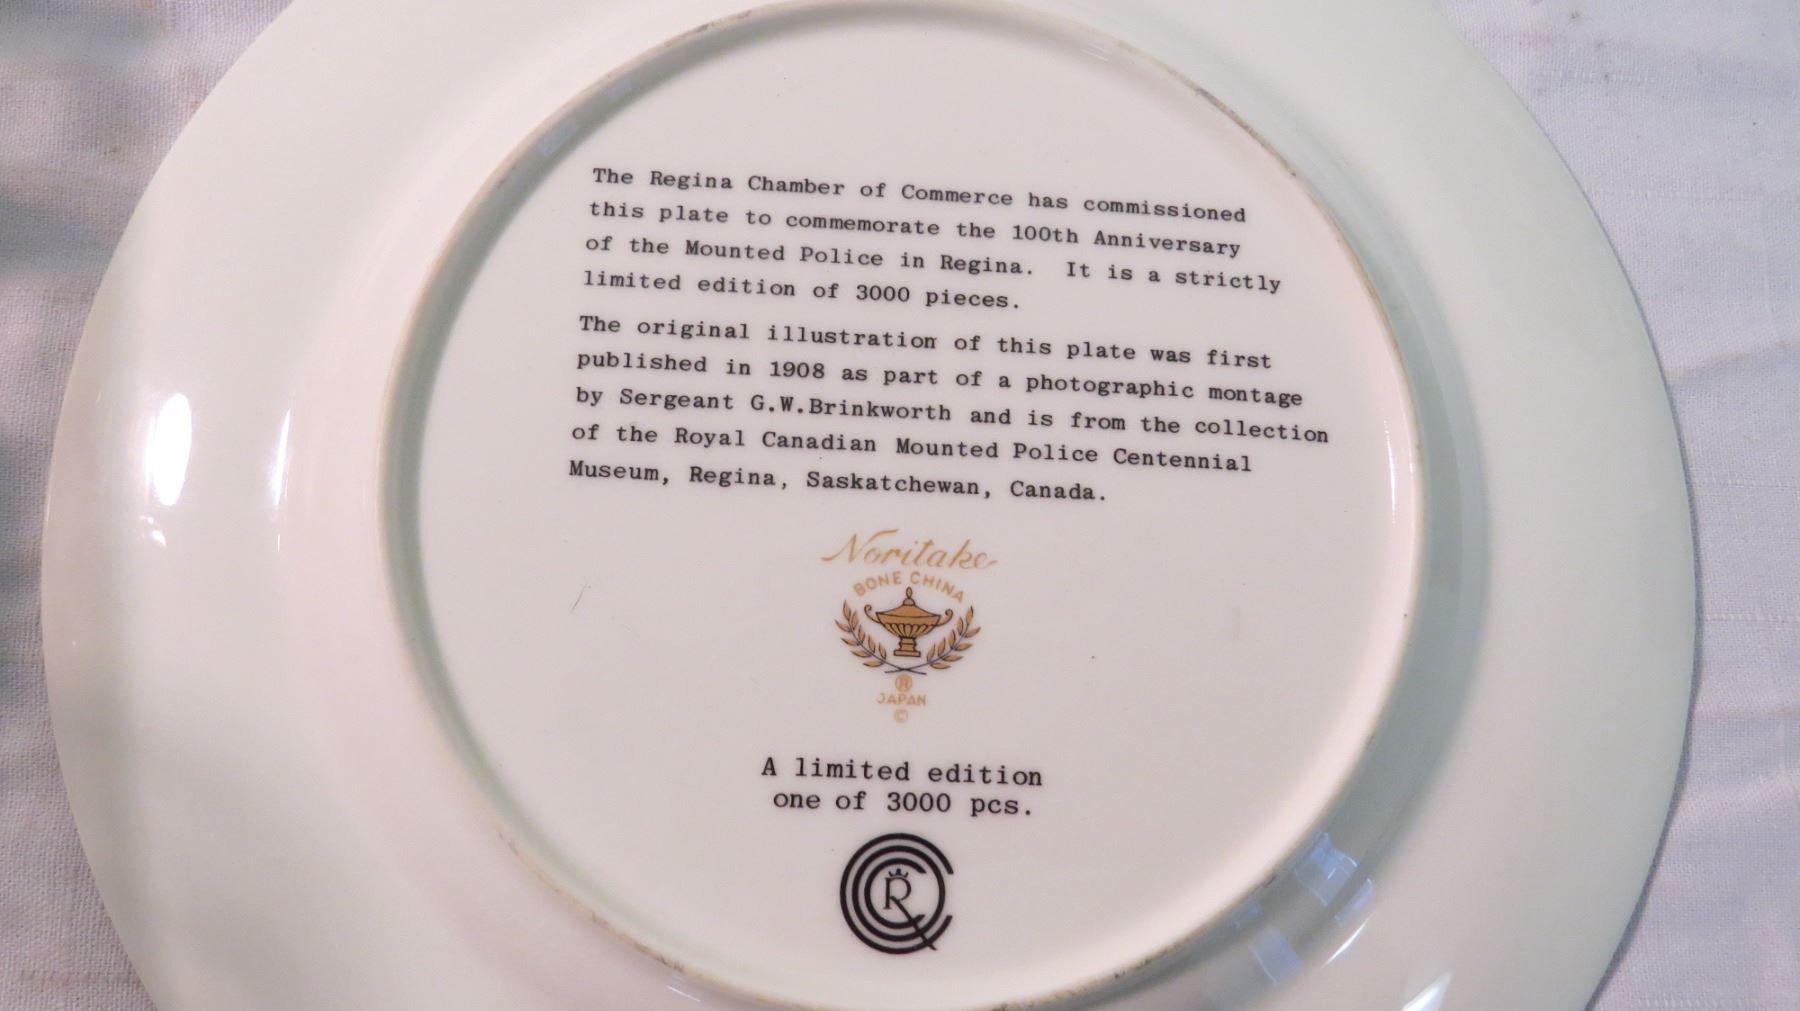 The Regina Chamber of Commerce has commissioned
this plate to commemorate the 100th Anniversary
of the Mounted Police in Regina. It is a strictly
limited edition of 3000 pieces.
The original illustration of this plate was first
published in 1908 as part of a photographic montage
by Sergeant G.W.Brinkworth and is from the collection
of the Royal Canadian Mounted Police Centennial
Museum, Regina, Saskatchewan, Canada.
Noritake
BONE CHINA
®
JAPAN
©
A limited edition
one of 3000 pcs.
CCR